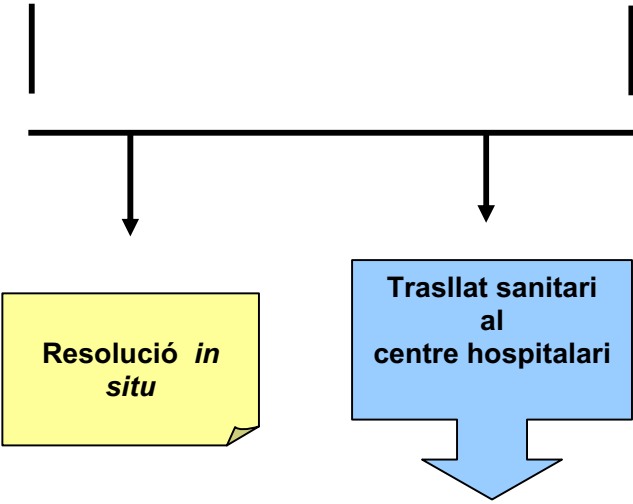 Resolució in
situ
Trasllat sanitari
al
centre hospitalari